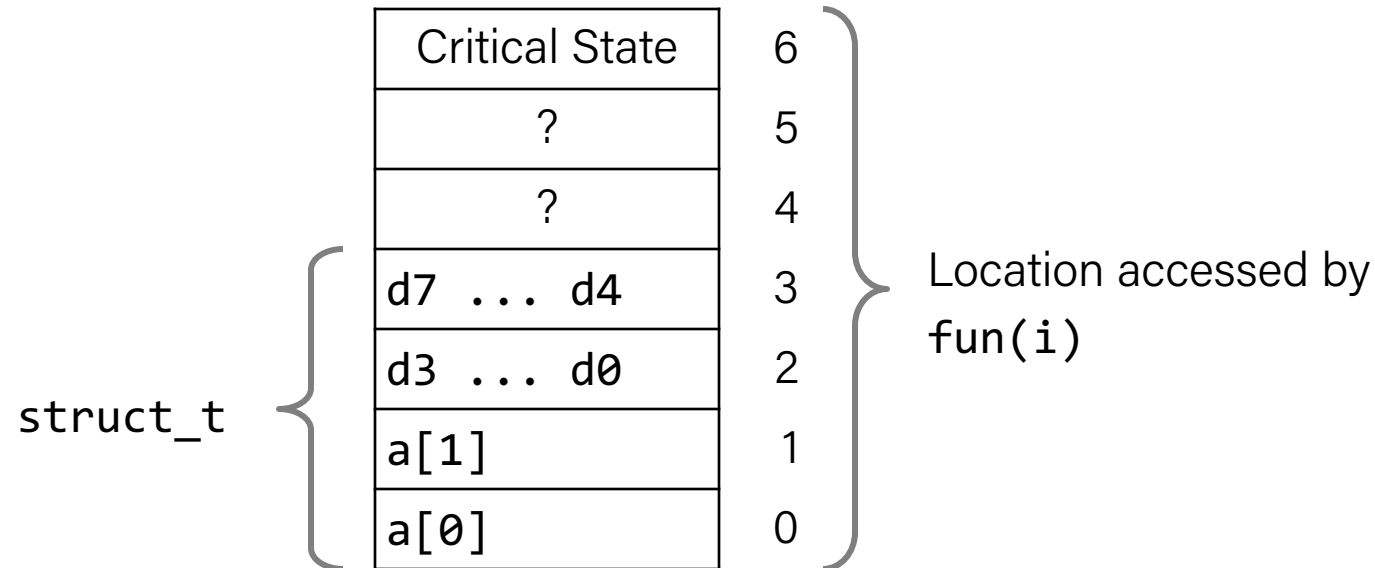 Critical State 6
? 5
? 4
d7 ... d4 3
d3 ... d0 2
a[1] 1
a[0] 0
struct_t
Location accessed by
fun(i)